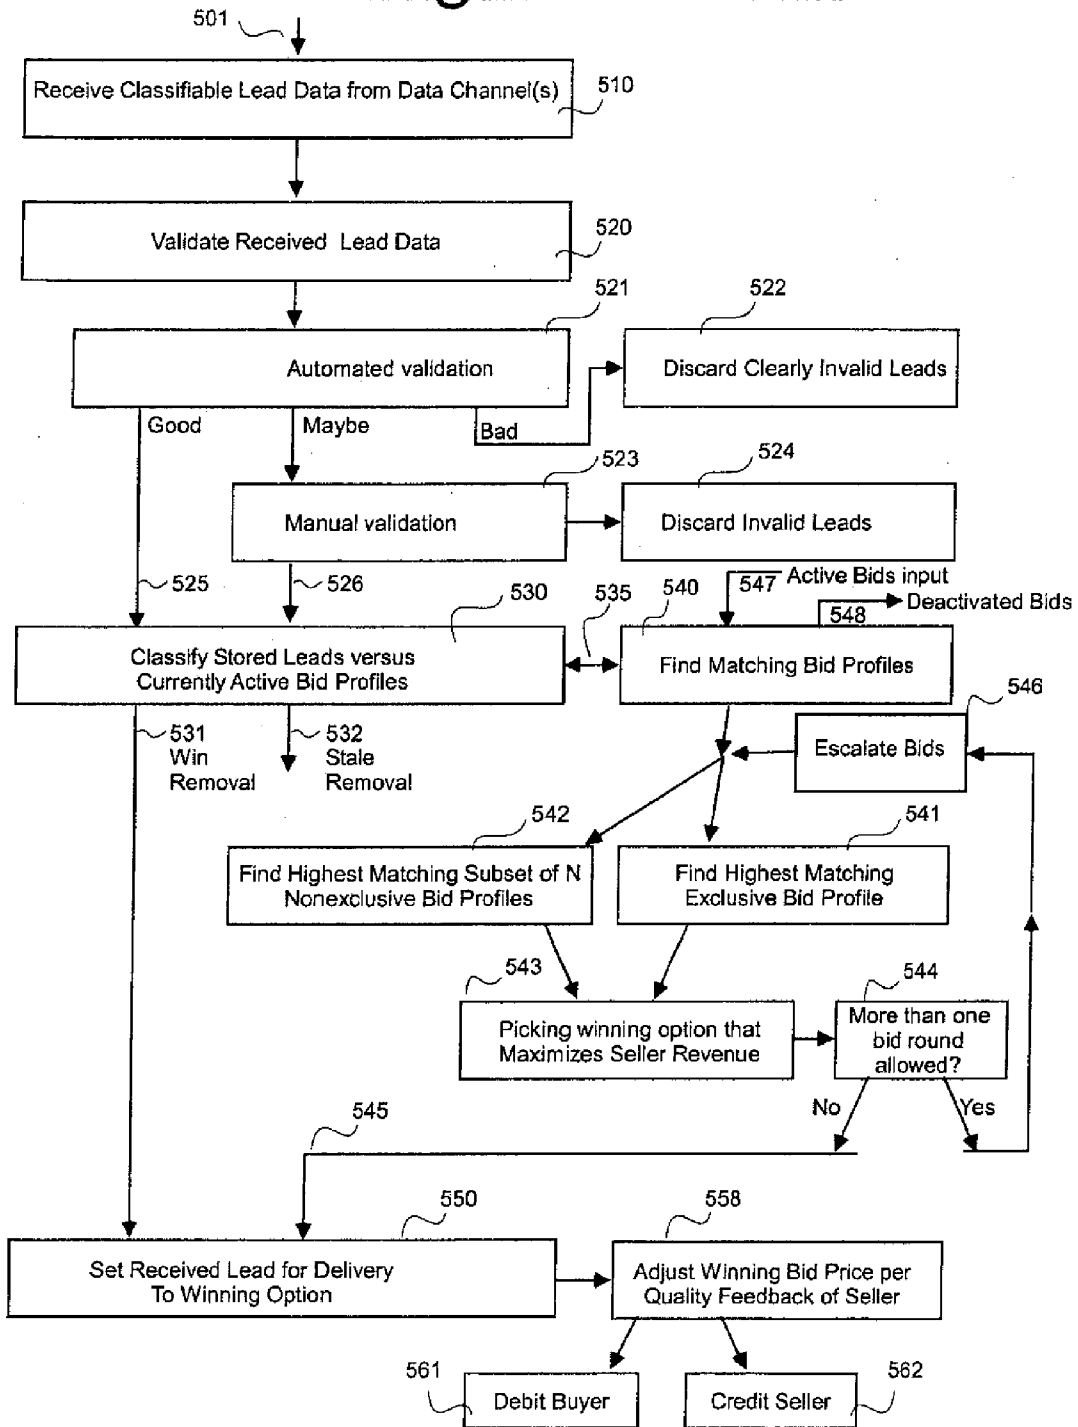 501
Receive Classifiable Lead Data from Data Channel(s)
510
Validate Received Lead Data
520
521
522
Automated validation
Discard Clearly Invalid Leads
Good
Maybe
Bad
523
524
Manual validation
Discard Invalid Leads
525
526
530
535
540
547
Active Bids input
548
Deactivated Bids
Classify Stored Leads versus
Currently Active Bid Profiles
Find Matching Bid Profiles
546
531
Win
Removal
532
Stale
Removal
Escalate Bids
542
541
Find Highest Matching Subset of N
Nonexclusive Bid Profiles
Find Highest Matching
Exclusive Bid Profile
543
544
Picking winning option that
Maximizes Seller Revenue
More than one
bid round
allowed?
No
Yes
545
550
558
Set Received Lead for Delivery
To Winning Option
Adjust Winning Bid Price per
Quality Feedback of Seller
561
562
Debit Buyer
Credit Seller